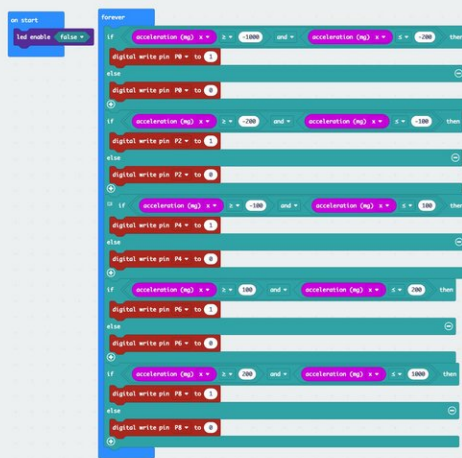 on start
led enable false
forever
if acceleration (mg) x ≥ -1000 and acceleration (mg) x ≤ -200 then
digital write pin P0 to 1
else
digital write pin P0 to 0
if acceleration (mg) x ≥ -200 and acceleration (mg) x ≤ -100 then
digital write pin P2 to 1
else
digital write pin P2 to 0
if acceleration (mg) x ≥ -100 and acceleration (mg) x ≤ 100 then
digital write pin P4 to 1
else
digital write pin P4 to 0
if acceleration (mg) x ≥ 100 and acceleration (mg) x ≤ 200 then
digital write pin P6 to 1
else
digital write pin P6 to 0
if acceleration (mg) x ≥ 200 and acceleration (mg) x ≤ 1000 then
digital write pin P8 to 1
else
digital write pin P8 to 0